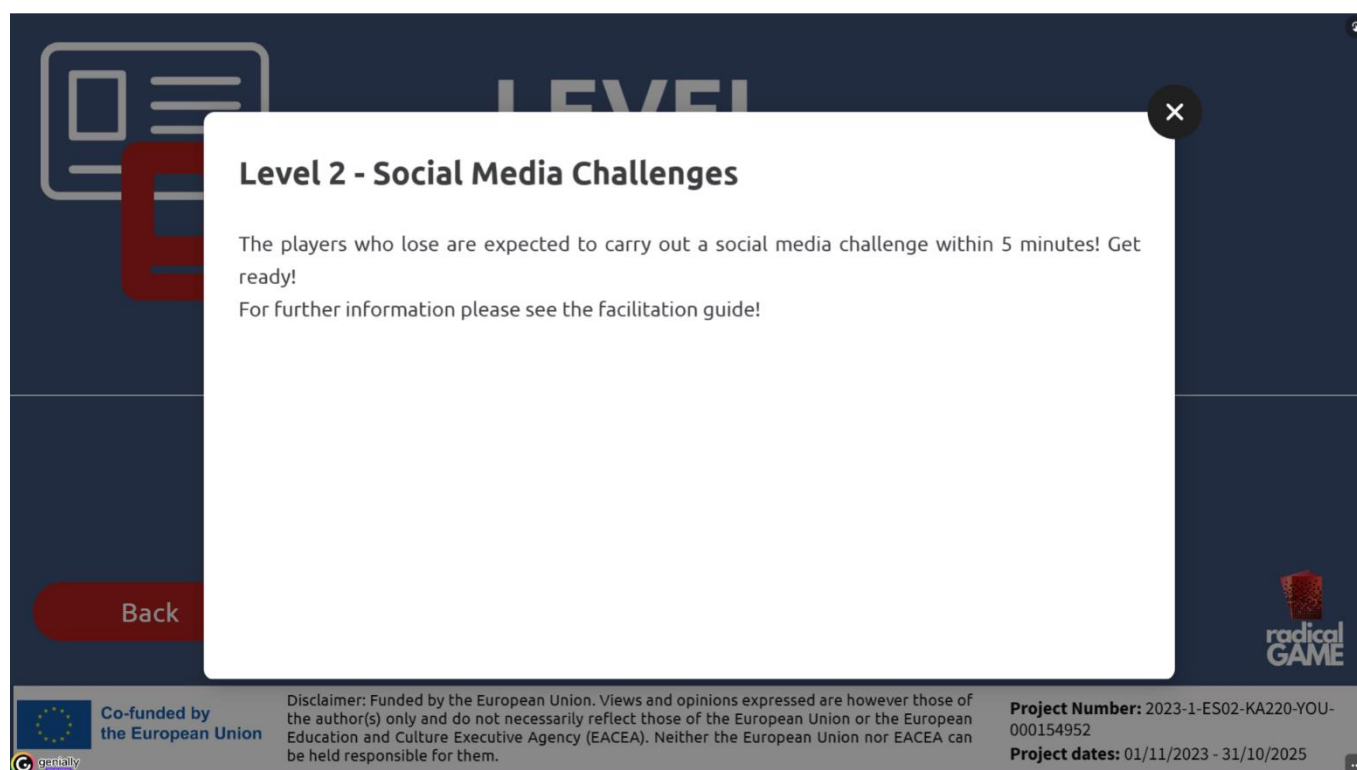 LEVEL
Level 2 - Social Media Challenges
The players who lose are expected to carry out a social media challenge within 5 minutes! Get
ready!
For further information please see the facilitation guide!
Back
radical
GAME
Co-funded by
the European Union
Disclaimer: Funded by the European Union. Views and opinions expressed are however those of
the author(s) only and do not necessarily reflect those of the European Union or the European
Education and Culture Executive Agency (EACEA). Neither the European Union nor EACEA can
be held responsible for them.
Project Number: 2023-1-ES02-KA220-YOU-
000154952
Project dates: 01/11/2023 - 31/10/2025
genially